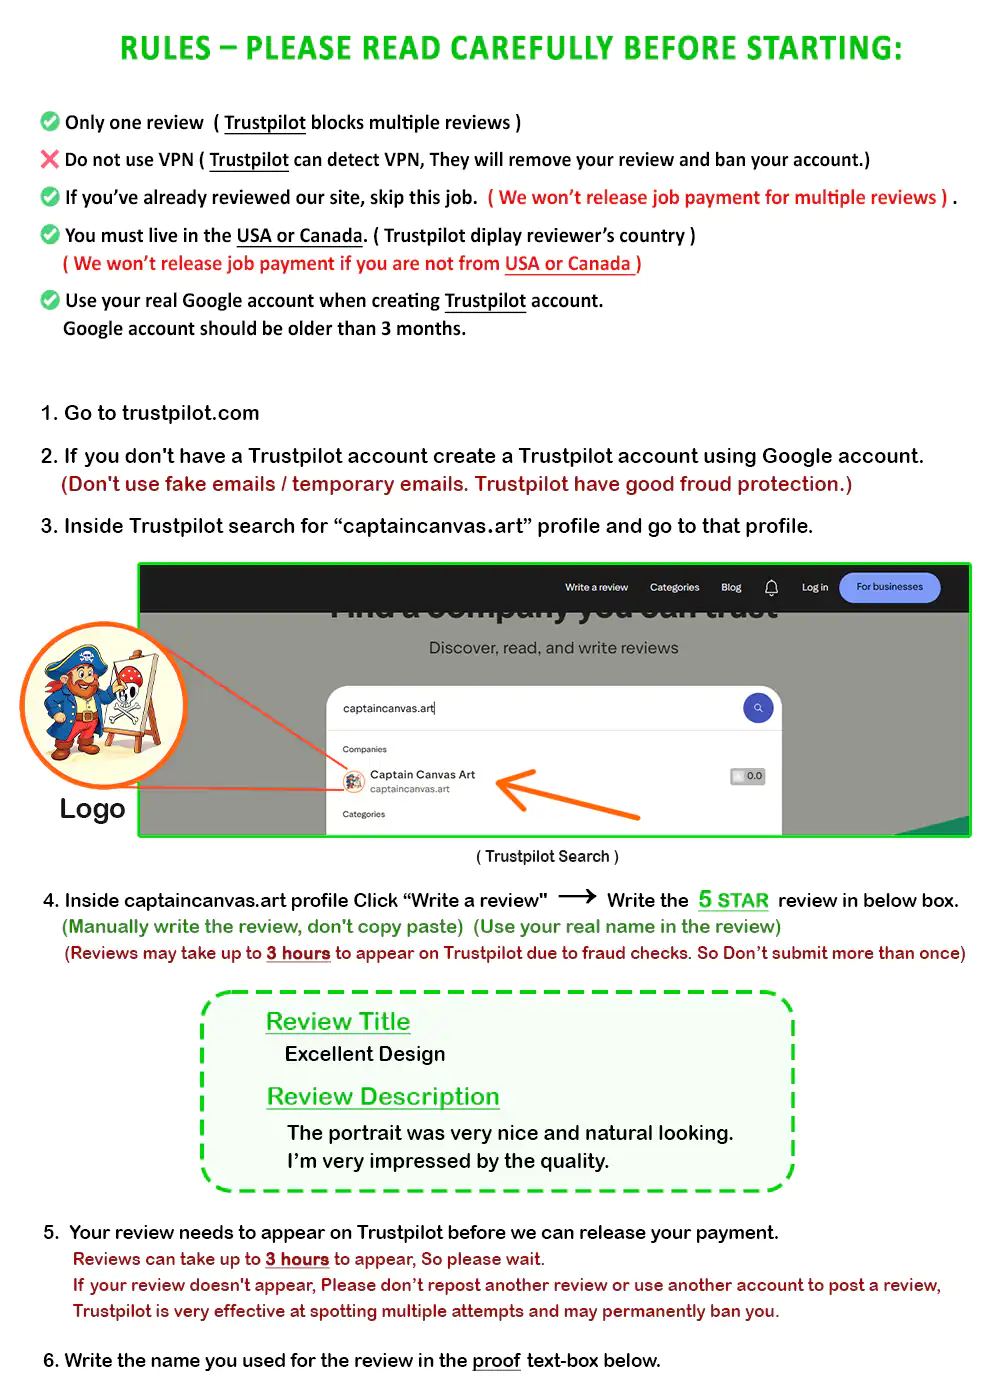 RULES – PLEASE READ CAREFULLY BEFORE STARTING:
Only one review ( Trustpilot blocks multiple reviews )
Do not use VPN ( Trustpilot can detect VPN, They will remove your review and ban your account.)
If you’ve already reviewed our site, skip this job. ( We won’t release job payment for multiple reviews ) .
You must live in the USA or Canada. ( Trustpilot diplay reviewer’s country )
( We won’t release job payment if you are not from USA or Canada )
Use your real Google account when creating Trustpilot account.
Google account should be older than 3 months.
1. Go to trustpilot.com
2. If you don't have a Trustpilot account create a Trustpilot account using Google account.
(Don't use fake emails / temporary emails. Trustpilot have good froud protection.)
3. Inside Trustpilot search for “captaincanvas.art” profile and go to that profile.
Write a review Categories Blog Log in For businesses
Find a company you can trust
Discover, read, and write reviews
captaincanvas.art
Companies
Captain Canvas Art
captaincanvas.art
0.0
Categories
Logo
( Trustpilot Search )
4. Inside captaincanvas.art profile Click “Write a review" → Write the 5 STAR review in below box.
(Manually write the review, don't copy paste) (Use your real name in the review)
(Reviews may take up to 3 hours to appear on Trustpilot due to fraud checks. So Don’t submit more than once)
Review Title
Excellent Design
Review Description
The portrait was very nice and natural looking.
I’m very impressed by the quality.
5. Your review needs to appear on Trustpilot before we can release your payment.
Reviews can take up to 3 hours to appear, So please wait.
If your review doesn't appear, Please don’t repost another review or use another account to post a review,
Trustpilot is very effective at spotting multiple attempts and may permanently ban you.
6. Write the name you used for the review in the proof text-box below.